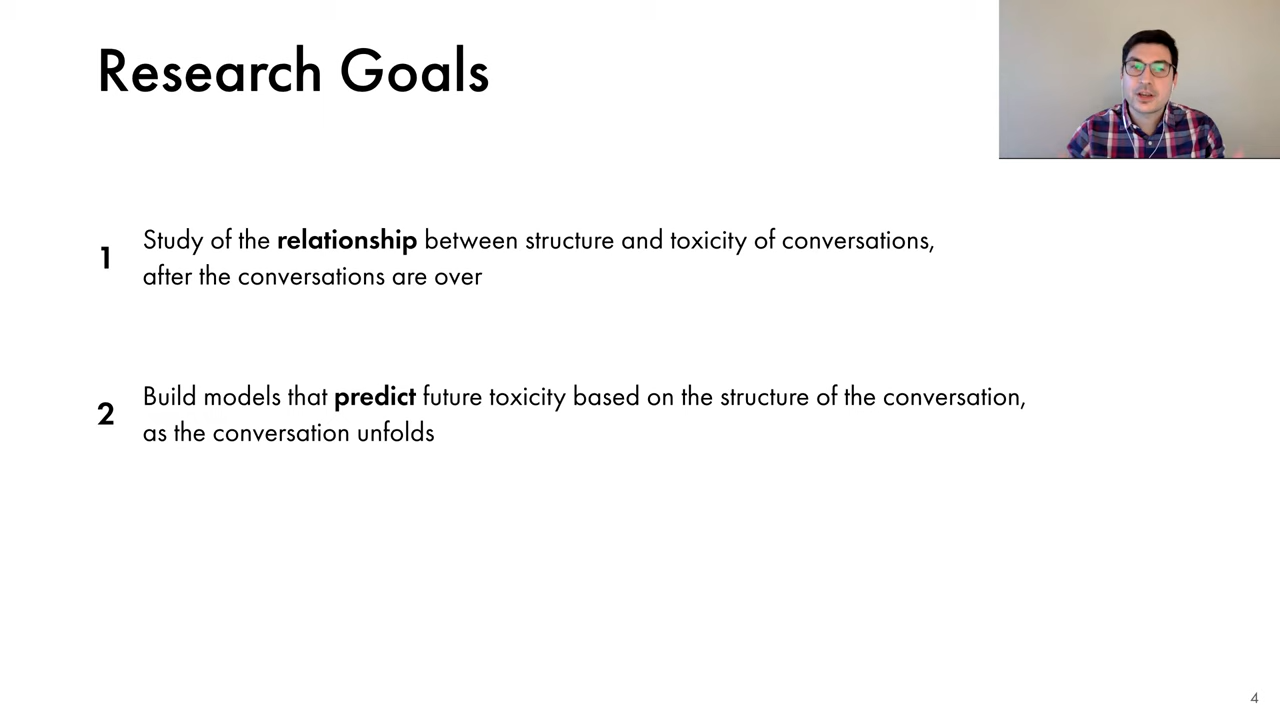 Research Goals
1
Study of the relationship between structure and toxicity of conversations,
after the conversations are over
2
Build models that predict future toxicity based on the structure of the conversation,
as the conversation unfolds
4